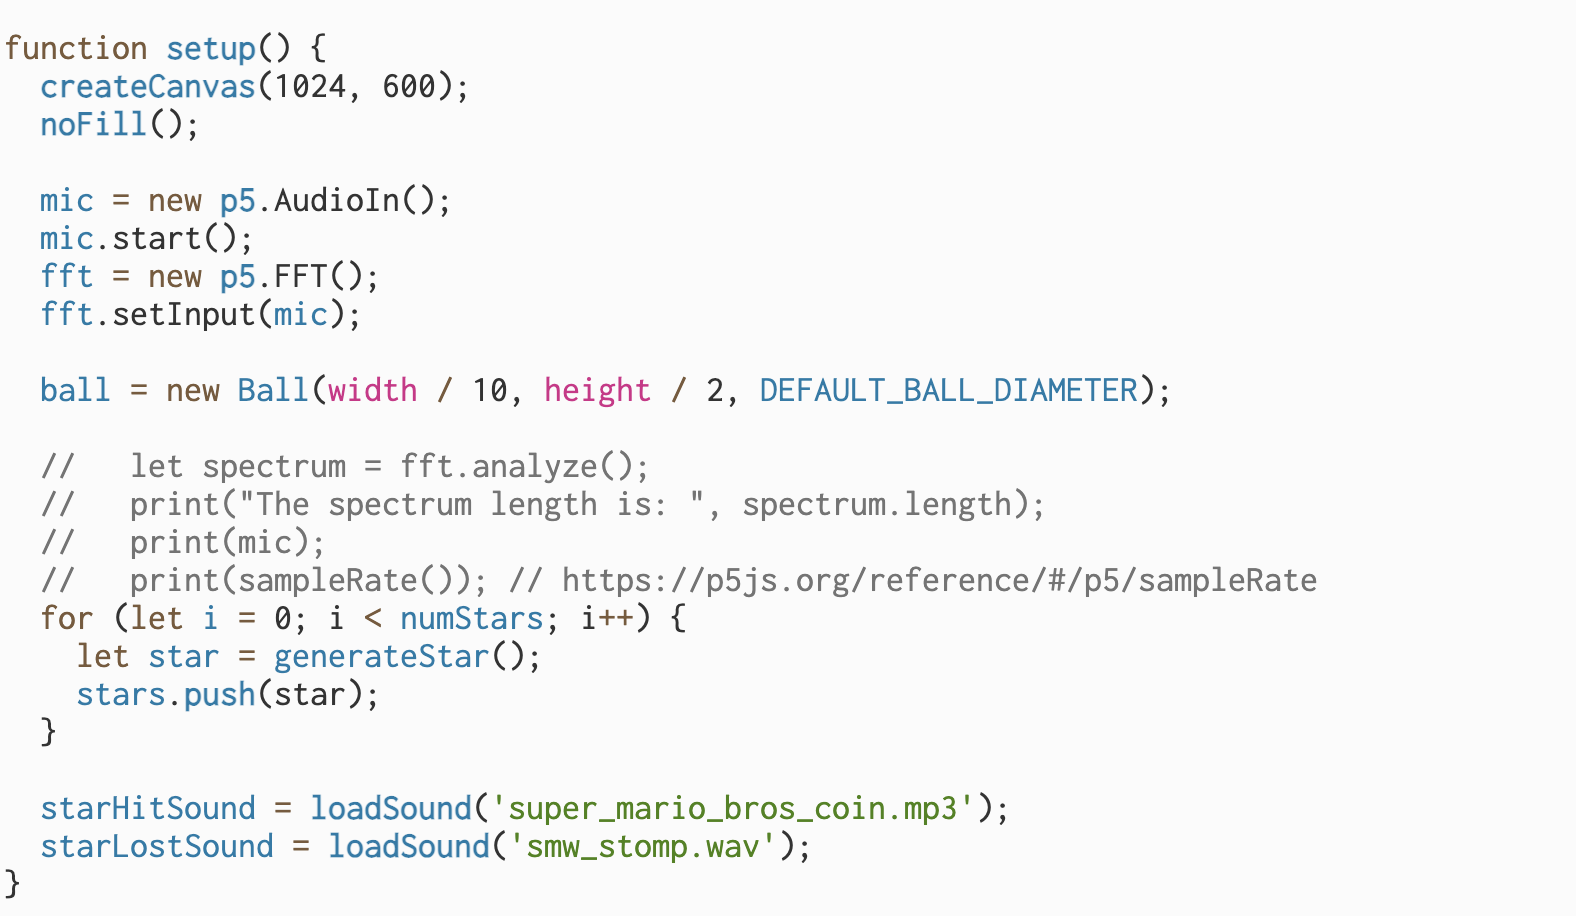 function setup() {
  createCanvas(1024, 600);
  noFill();

  mic = new p5.AudioIn();
  mic.start();
  fft = new p5.FFT();
  fft.setInput(mic);

  ball = new Ball(width / 10, height / 2, DEFAULT_BALL_DIAMETER);

  //   let spectrum = fft.analyze();
  //   print("The spectrum length is: ", spectrum.length);
  //   print(mic);
  //   print(sampleRate()); // https://p5js.org/reference/#/p5/sampleRate
  for (let i = 0; i < numStars; i++) {
    let star = generateStar();
    stars.push(star);
  }

  starHitSound = loadSound('super_mario_bros_coin.mp3');
  starLostSound = loadSound('smw_stomp.wav');
}